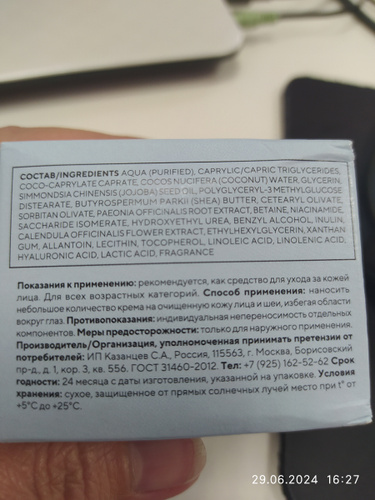 СОСТАВ/INGREDIENTS AQUA (PURIFIED), CAPRYLIC/CAPRIC TRIGLYCERIDES,
COCO-CAPRYLATE CAPRATE, COCOS NUCIFERA (COCONUT) WATER, GLYCERIN,
SIMMONDSIA CHINENSIS (JOJOBA) SEED OIL, POLYGLYCERYL-3 METHYLGLUCOSE
DISTEARATE, BUTYROSPERMUM PARKII (SHEA) BUTTER, CETEARYL OLIVATE,
SORBITAN OLIVATE, PAEONIA OFFICINALIS ROOT EXTRACT, BETAINE, NIACINAMIDE,
SACCHARIDE ISOMERATE, HYDROXYETHYL UREA, BENZYL ALCOHOL, INULIN,
CALENDULA OFFICINALIS FLOWER EXTRACT, ETHYLHEXYLGLYCERIN, XANTHAN
GUM, ALLANTOIN, LECITHIN, TOCOPHEROL, LINOLEIC ACID, LINOLENIC ACID,
HYALURONIC ACID, LACTIC ACID, FRAGRANCE
Показания к применению: рекомендуется, как средство для ухода за кожей
лица. Для всех возрастных категорий. Способ применения: наносить
небольшое количество крема на очищенную кожу лица и шеи, избегая области
вокруг глаз. Противопоказания: индивидуальная непереносимость отдельных
компонентов. Меры предосторожности: только для наружного применения.
Производитель/Организация, уполномоченная принимать претензии от
потребителей: ИП Казанцев С.А., Россия, 115563, г. Москва, Борисовский
пр-д, д. 1, кор. 3, кв. 556. ГОСТ 31460-2012. Тел: +7 (925) 162-52-62 Срок
годности: 24 месяца с даты изготовления, указанной на упаковке. Условия
хранения: сухое, защищенное от прямых солнечных лучей место при t° от
+5°C до +25°C.
29.06.2024 16:27